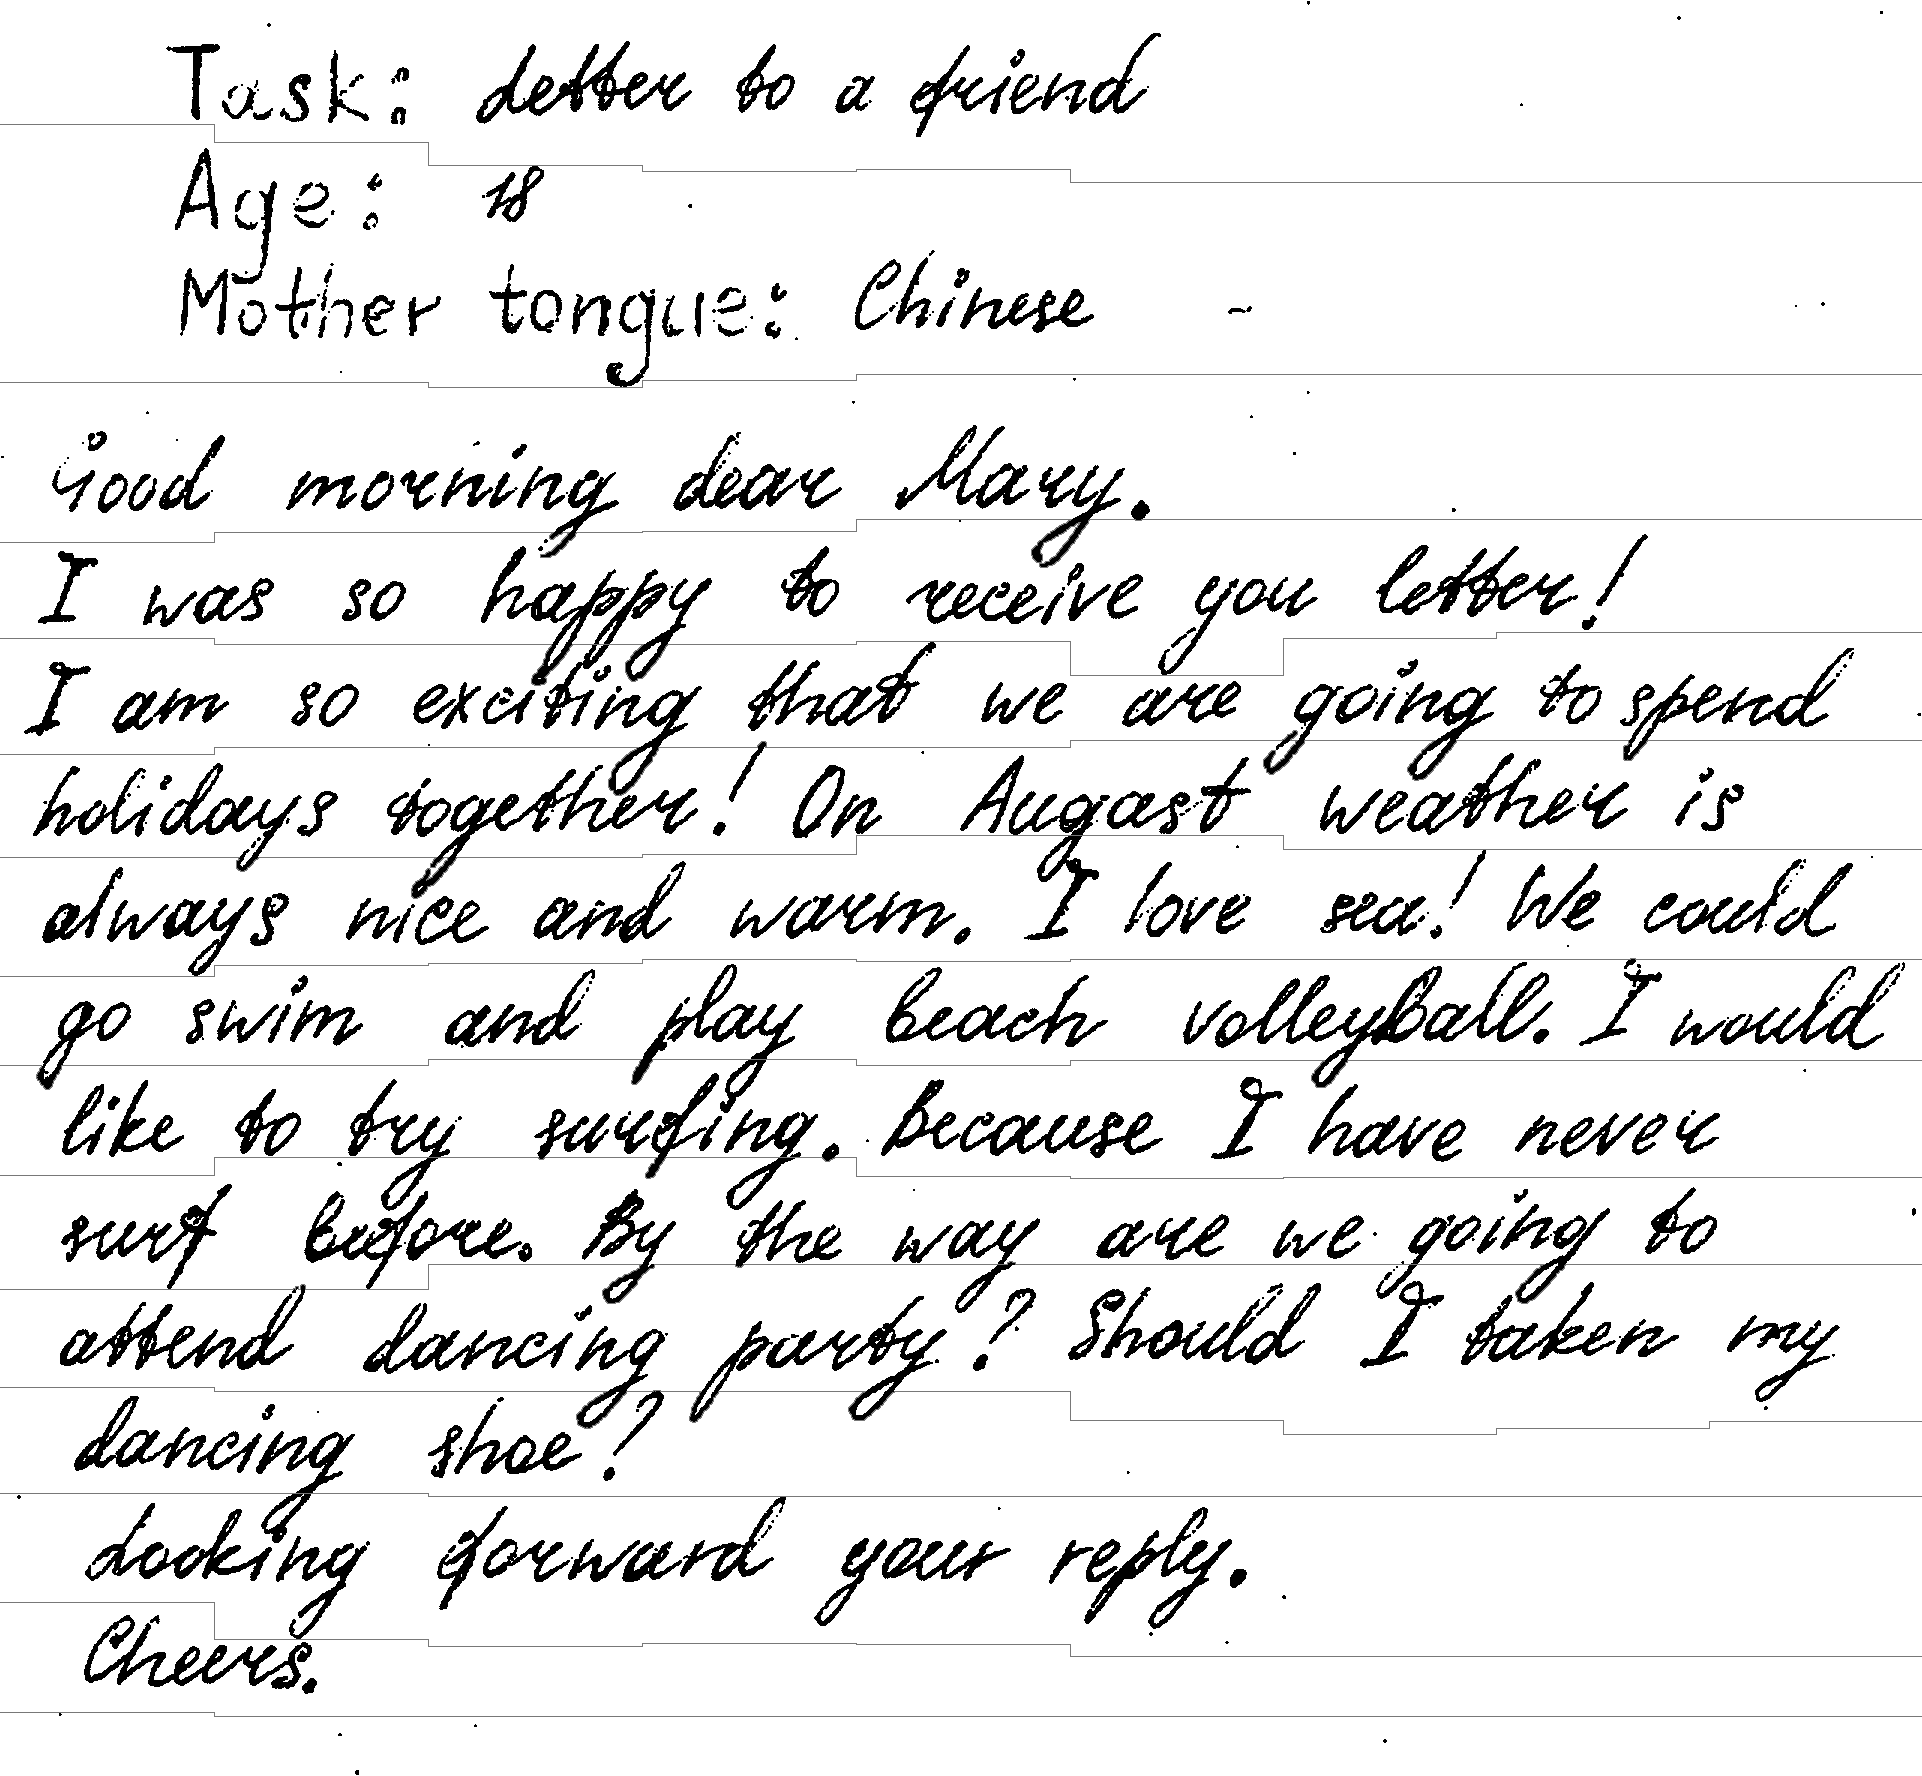 Task: Letter to a friend
Age: 18
Mother tongue: Chinese
Good morning dear Mary.
I was so happy to receive you letter!
I am so exciting that we are going to spend
holidays together! On Augast weather is
always nice and warm. I love sea! We could
go swim and play beach volleyball. I would
like to try surfing. Because I have never
surf before. By the way are we going to
attend dancing party? Should I taken my
dancing shoe?
Looking forward your reply.
Cheers.